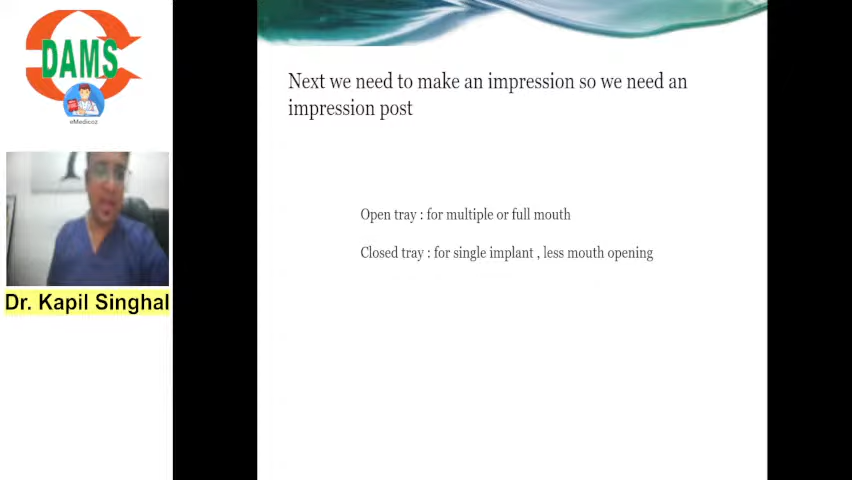 DAMS
eMedicoz
Dr. Kapil Singhal
Next we need to make an impression so we need an
impression post
Open tray : for multiple or full mouth
Closed tray : for single implant , less mouth opening